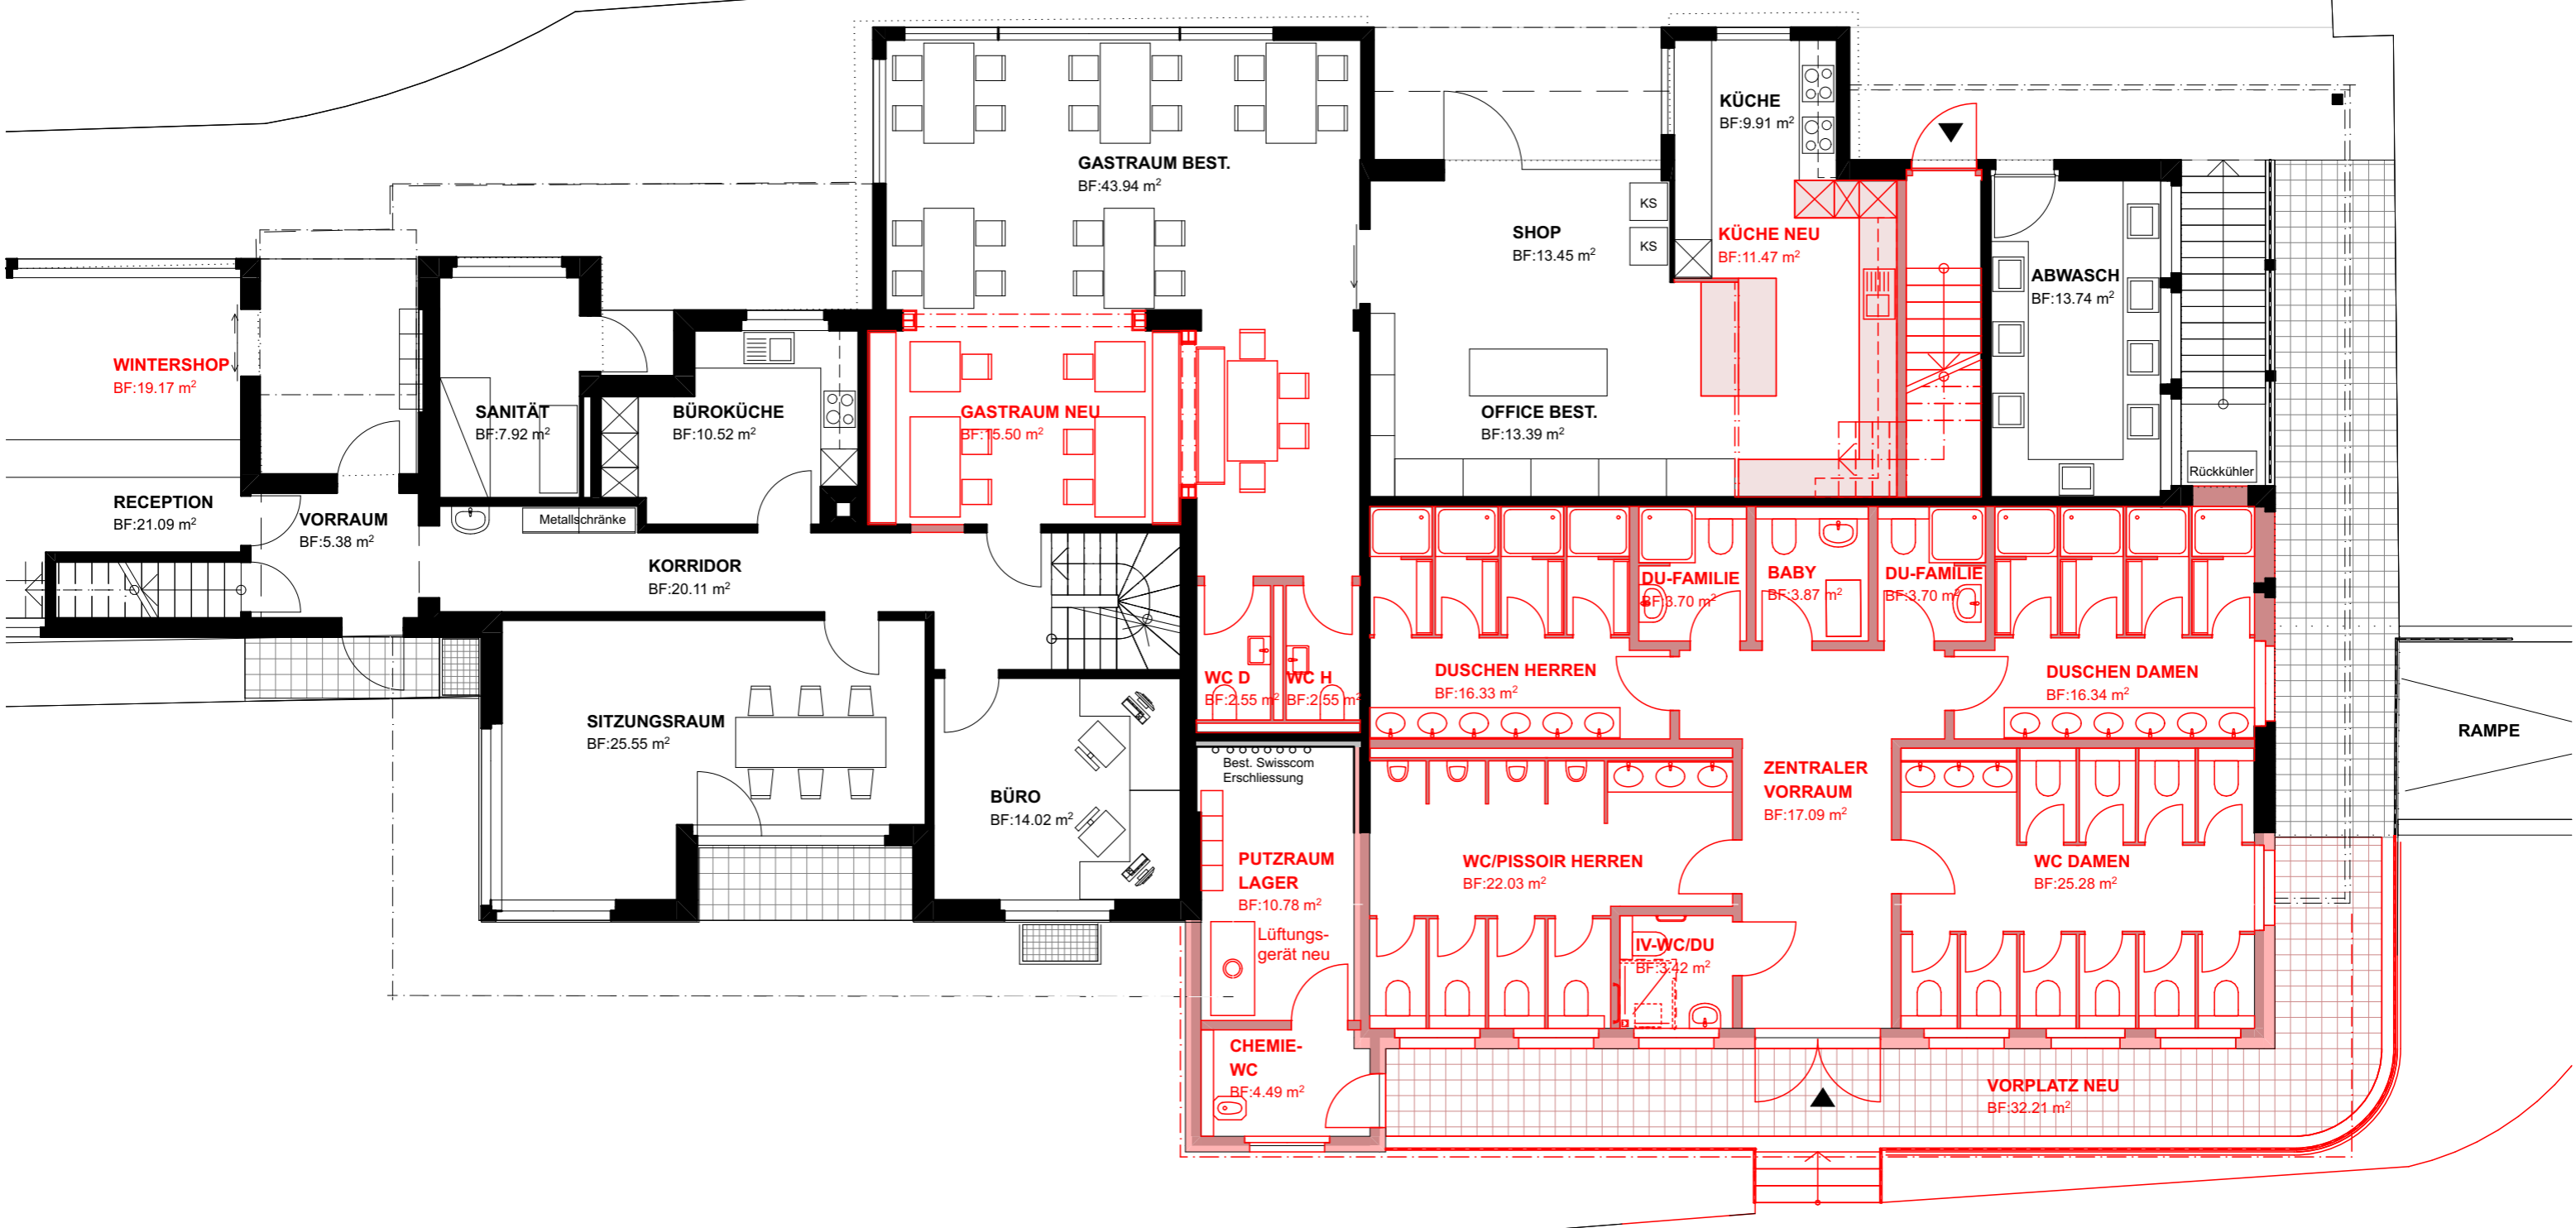 KÜCHE
BF:9.91 m²
GASTRAUM BEST.
BF:43.94 m²
KS
KS
SHOP
BF:13.45 m²
KÜCHE NEU
BF:11.47 m²
ABWASCH
BF:13.74 m²
WINTERSHOP
BF:19.17 m²
SANITÄT
BF:7.92 m²
BÜROKÜCHE
BF:10.52 m²
GASTRAUM NEU
BF:15.50 m²
OFFICE BEST.
BF:13.39 m²
Rückkühler
RECEPTION
BF:21.09 m²
VORRAUM
BF:5.38 m²
Metallschränke
KORRIDOR
BF:20.11 m²
DU-FAMILIE
BF:3.70 m²
BABY
BF:3.87 m²
DU-FAMILIE
BF:3.70 m²
WC D
BF:2.55 m²
WC H
BF:2.55 m²
DUSCHEN HERREN
BF:16.33 m²
DUSCHEN DAMEN
BF:16.34 m²
SITZUNGSRAUM
BF:25.55 m²
RAMPE
Best. Swisscom
Erschliessung
ZENTRALER
VORRAUM
BF:17.09 m²
BÜRO
BF:14.02 m²
PUTZRAUM
LAGER
BF:10.78 m²
WC/PISSOIR HERREN
BF:22.03 m²
WC DAMEN
BF:25.28 m²
Lüftungs-
gerät neu
IV-WC/DU
BF:3.42 m²
CHEMIE-
WC
BF:4.49 m²
VORPLATZ NEU
BF:32.21 m²